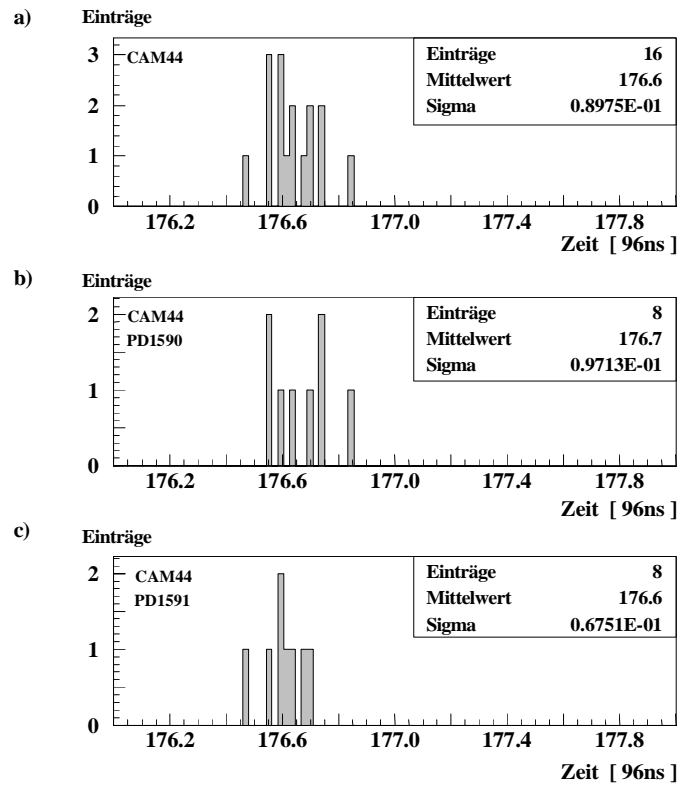 a)
Einträge
CAM44
Einträge 16
Mittelwert 176.6
Sigma 0.8975E-01
3
2
1
0
176.2 176.6 177.0 177.4 177.8
Zeit [ 96ns ]
b)
Einträge
CAM44
PD1590
Einträge 8
Mittelwert 176.7
Sigma 0.9713E-01
2
1
0
176.2 176.6 177.0 177.4 177.8
Zeit [ 96ns ]
c)
Einträge
CAM44
PD1591
Einträge 8
Mittelwert 176.6
Sigma 0.6751E-01
2
1
0
176.2 176.6 177.0 177.4 177.8
Zeit [ 96ns ]